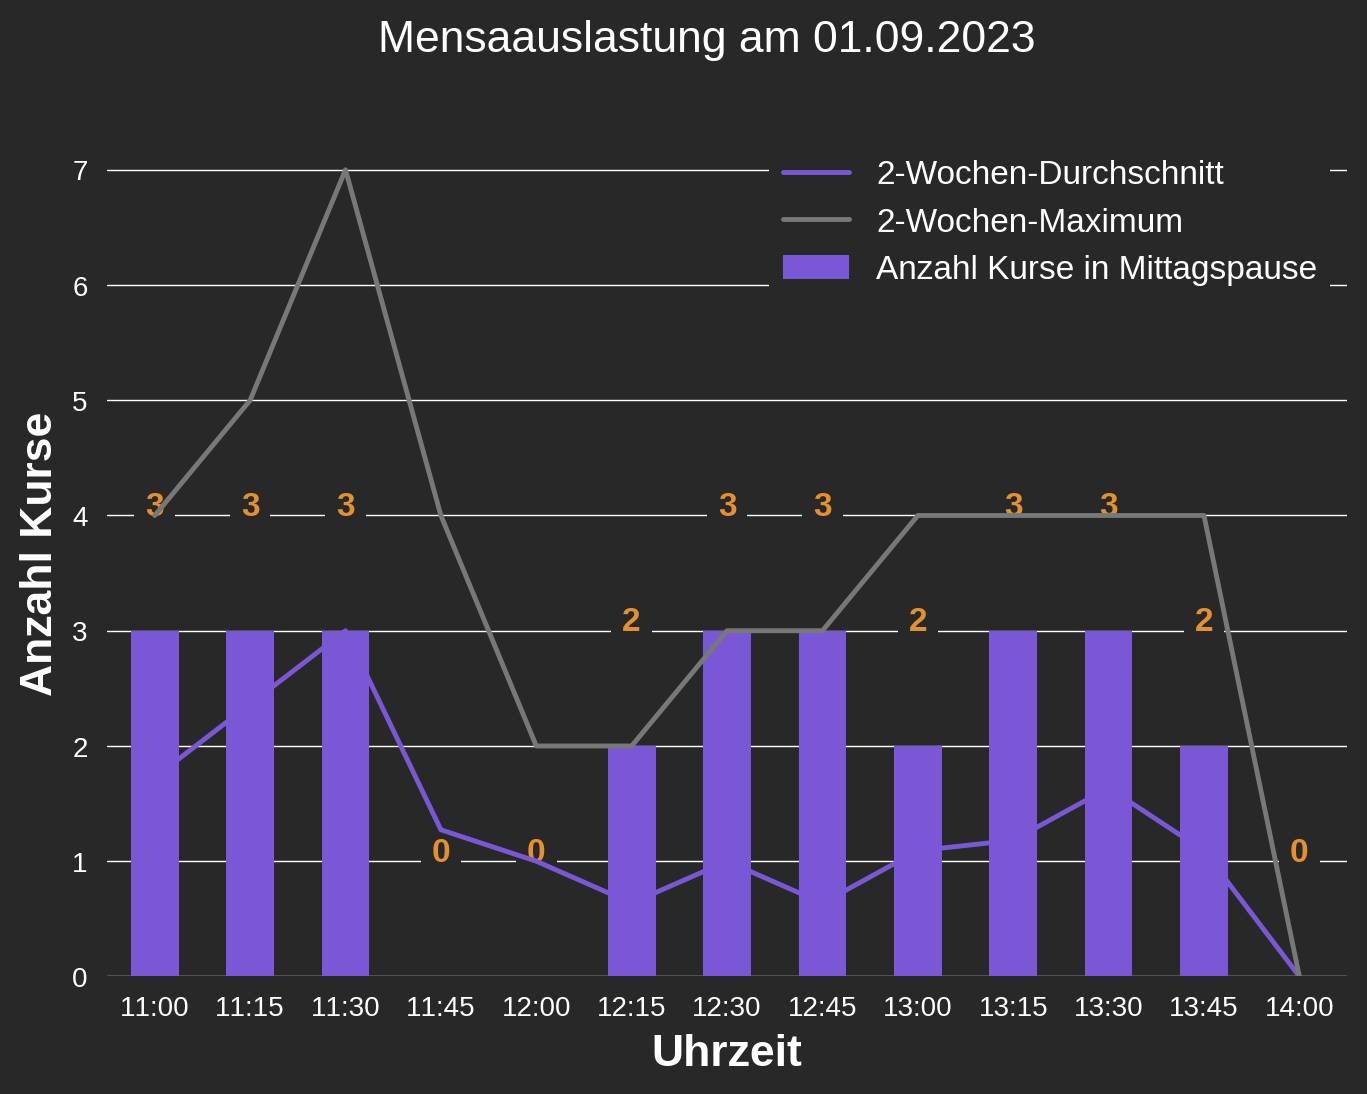 Mensaauslastung am 01.09.2023
2-Wochen-Durchschnitt
2-Wochen-Maximum
Anzahl Kurse in Mittagspause
Anzahl Kurse
7
6
5
4
3
2
1
0
3 3 3 0 0 2 3 3 2 3 3 2 0
11:00 11:15 11:30 11:45 12:00 12:15 12:30 12:45 13:00 13:15 13:30 13:45 14:00
Uhrzeit